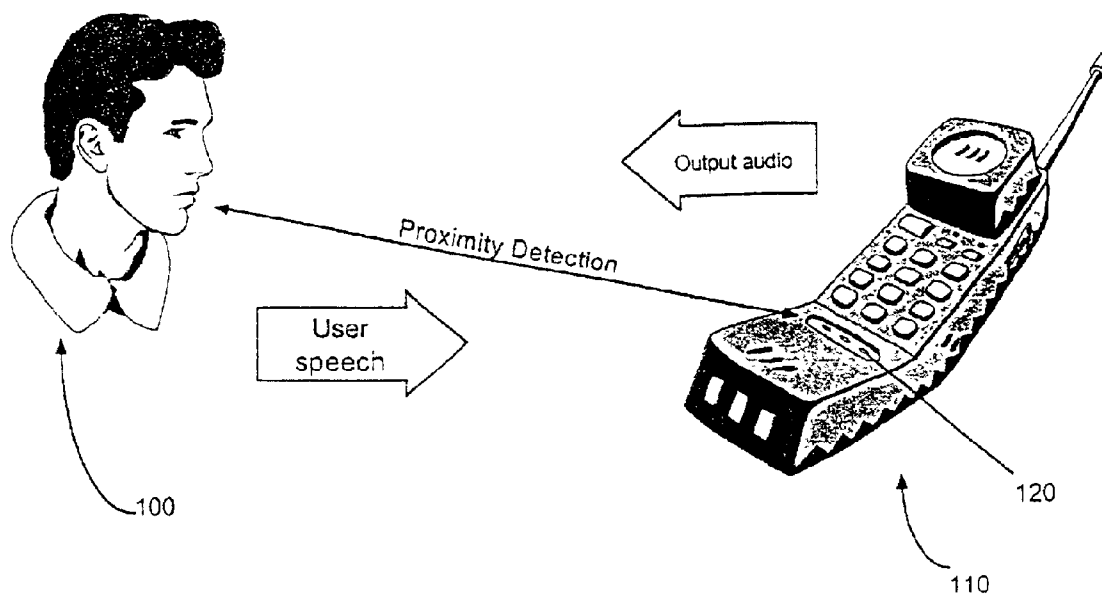 Output audio
Proximity Detection
User
speech
100
120
110